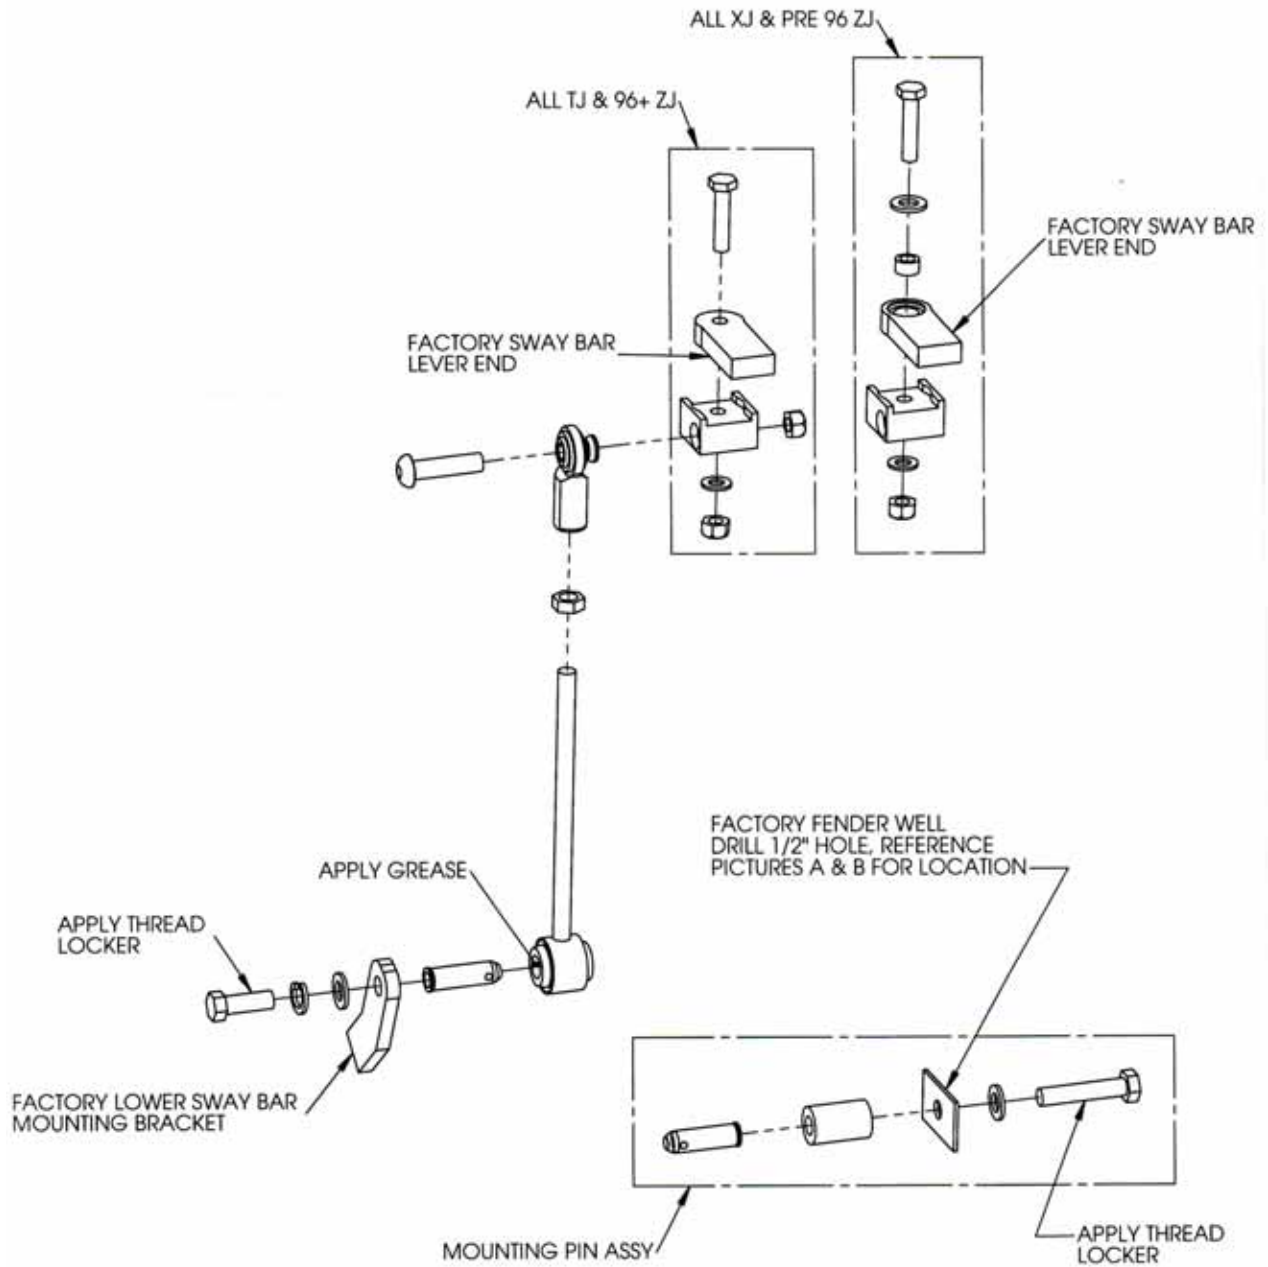 ALL XJ & PRE 96 ZJ
ALL TJ & 96+ ZJ
FACTORY SWAY BAR
LEVER END
FACTORY SWAY BAR
LEVER END
FACTORY FENDER WELL
DRILL 1/2" HOLE, REFERENCE
PICTURES A & B FOR LOCATION
APPLY GREASE
APPLY THREAD
LOCKER
FACTORY LOWER SWAY BAR
MOUNTING BRACKET
MOUNTING PIN ASSY
APPLY THREAD
LOCKER